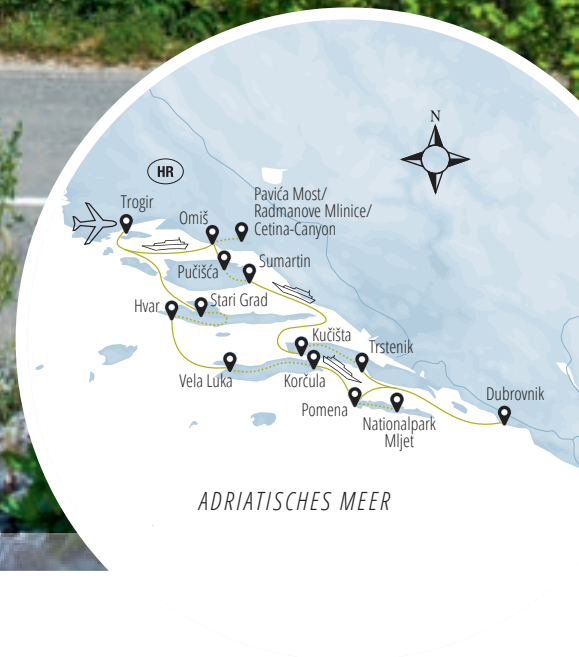 N
HR
Trogir
Omiš
Pavića Most/
Radmanove Mlinice/
Cetina-Canyon
Pučišća
Sumartin
Hvar
Stari Grad
Kučišta
Trstenik
Vela Luka
Korčula
Pomena
Nationalpark
Mljet
Dubrovnik
ADRIATISCHES MEER